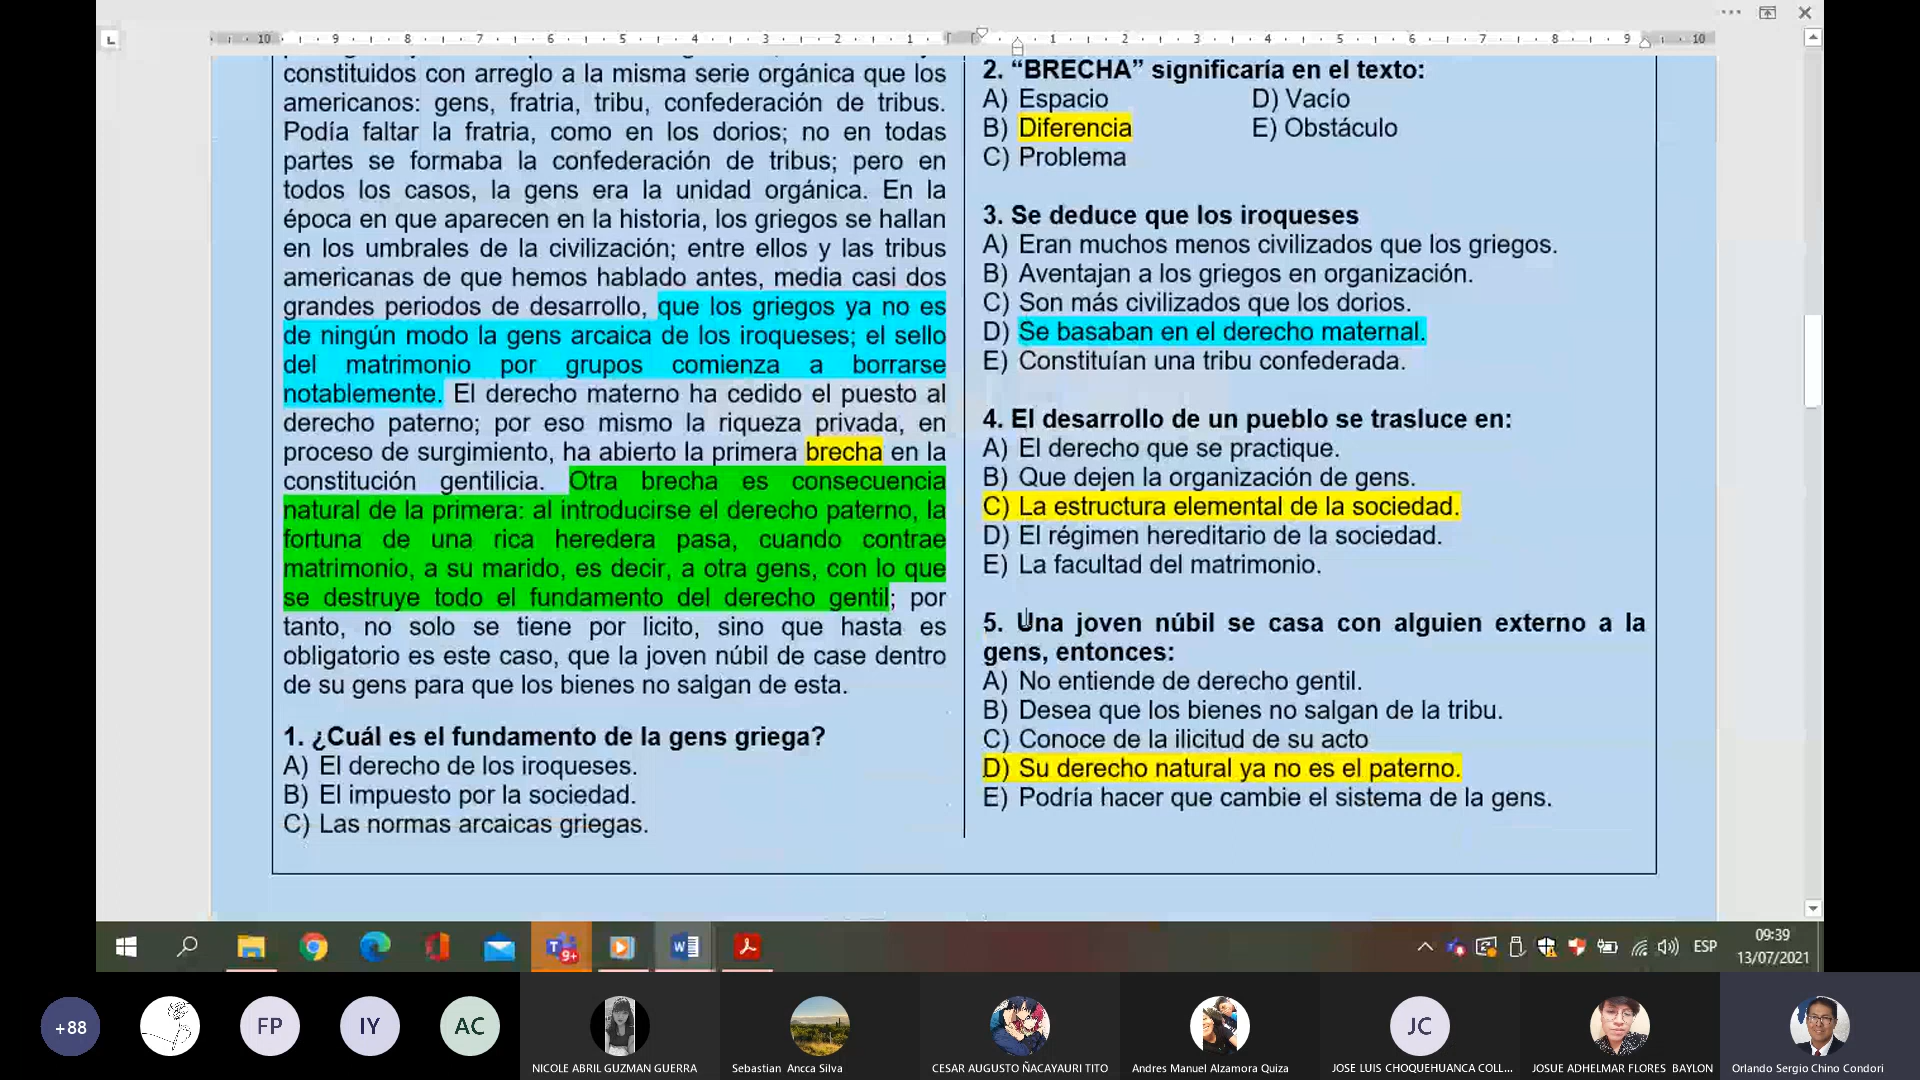 10 9 8 7 6 5 4 3 2 1 1 2 3 4 5 6 7 8 9 10
constituidos con arreglo a la misma serie orgánica que los
americanos: gens, fratria, tribu, confederación de tribus.
Podía faltar la fratria, como en los dorios; no en todas
partes se formaba la confederación de tribus; pero en
todos los casos, la gens era la unidad orgánica. En la
época en que aparecen en la historia, los griegos se hallan
en los umbrales de la civilización; entre ellos y las tribus
americanas de que hemos hablado antes, media casi dos
grandes periodos de desarrollo, que los griegos ya no es
de ningún modo la gens arcaica de los iroqueses; el sello
del matrimonio por grupos comienza a borrarse
notablemente. El derecho materno ha cedido el puesto al
derecho paterno; por eso mismo la riqueza privada, en
proceso de surgimiento, ha abierto la primera brecha en la
constitución gentilicia. Otra brecha es consecuencia
natural de la primera: al introducirse el derecho paterno, la
fortuna de una rica heredera pasa, cuando contrae
matrimonio, a su marido, es decir, a otra gens, con lo que
se destruye todo el fundamento del derecho gentil; por
tanto, no solo se tiene por licito, sino que hasta es
obligatorio es este caso, que la joven núbil de case dentro
de su gens para que los bienes no salgan de esta.
1. ¿Cuál es el fundamento de la gens griega?
A) El derecho de los iroqueses.
B) El impuesto por la sociedad.
C) Las normas arcaicas griegas.
2. “BRECHA” significaría en el texto:
A) Espacio D) Vacío
B) Diferencia E) Obstáculo
C) Problema
3. Se deduce que los iroqueses
A) Eran muchos menos civilizados que los griegos.
B) Aventajan a los griegos en organización.
C) Son más civilizados que los dorios.
D) Se basaban en el derecho maternal.
E) Constituían una tribu confederada.
4. El desarrollo de un pueblo se trasluce en:
A) El derecho que se practique.
B) Que dejen la organización de gens.
C) La estructura elemental de la sociedad.
D) El régimen hereditario de la sociedad.
E) La facultad del matrimonio.
5. Una joven núbil se casa con alguien externo a la
gens, entonces:
A) No entiende de derecho gentil.
B) Desea que los bienes no salgan de la tribu.
C) Conoce de la ilicitud de su acto
D) Su derecho natural ya no es el paterno.
E) Podría hacer que cambie el sistema de la gens.
9+
ESP
09:39
13/07/2021
+88
FP
IY
AC
JC
NICOLE ABRIL GUZMAN GUERRA
Sebastian Ancca Silva
CESAR AUGUSTO ÑACAYAURI TITO
Andres Manuel Alzamora Quiza
JOSE LUIS CHOQUEHUANCA COLL...
JOSUE ADHELMAR FLORES BAYLON
Orlando Sergio Chino Condori